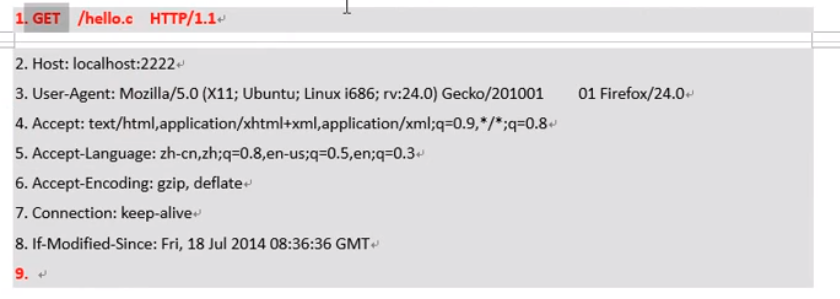 1. GET /hello.c HTTP/1.1
2. Host: localhost:2222
3. User-Agent: Mozilla/5.0 (X11; Ubuntu; Linux i686; rv:24.0) Gecko/201001 01 Firefox/24.0
4. Accept: text/html,application/xhtml+xml,application/xml;q=0.9,*/*;q=0.8
5. Accept-Language: zh-cn,zh;q=0.8,en-us;q=0.5,en;q=0.3
6. Accept-Encoding: gzip, deflate
7. Connection: keep-alive
8. If-Modified-Since: Fri, 18 Jul 2014 08:36:36 GMT
9.